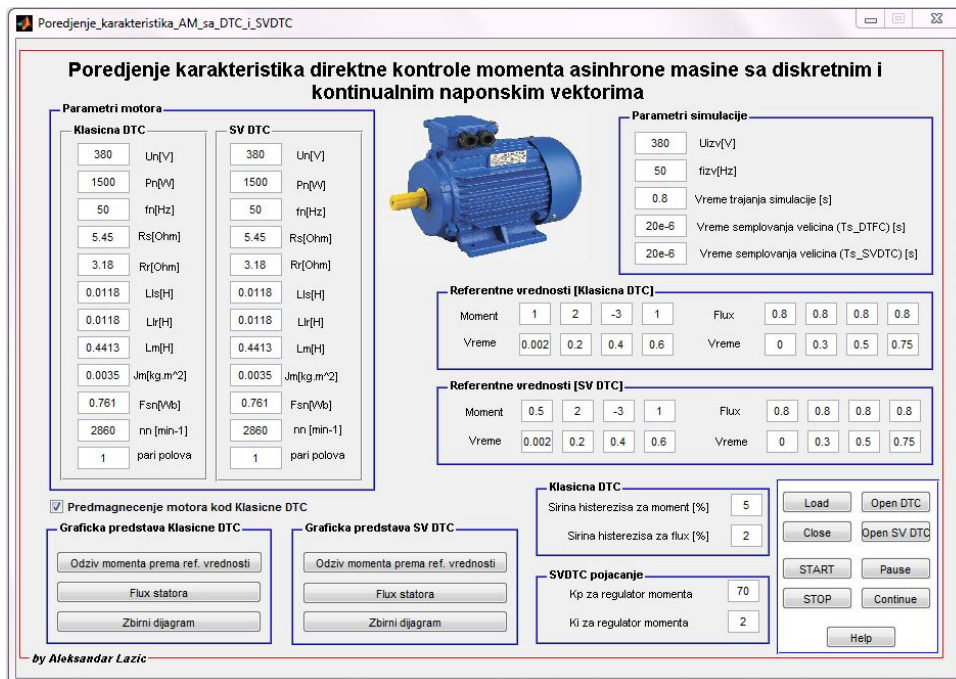 Poredjenje_karakteristika_AM_sa_DTC_i_SVDTC
Poredjenje karakteristika direktne kontrole momenta asinhrone masine sa diskretnim i
kontinualnim naponskim vektorima
Parametri motora
Klasicna DTC
380 Un[V]
1500 Pn[W]
50 fn[Hz]
5.45 Rs[Ohm]
3.18 Rr[Ohm]
0.0118 Lls[H]
0.0118 Llr[H]
0.4413 Lm[H]
0.0035 Jm[kg.m^2]
0.761 Fsn[Wb]
2860 nn [min-1]
1 pari polova
SV DTC
380 Un[V]
1500 Pn[W]
50 fn[Hz]
5.45 Rs[Ohm]
3.18 Rr[Ohm]
0.0118 Lls[H]
0.0118 Llr[H]
0.4413 Lm[H]
0.0035 Jm[kg.m^2]
0.761 Fsn[Wb]
2860 nn [min-1]
1 pari polova
Parametri simulacije
380 Uizv[V]
50 fizv[Hz]
0.8 Vreme trajanja simulacije [s]
20e-6 Vreme semplovanja velicina (Ts_DTFC) [s]
20e-6 Vreme semplovanja velicina (Ts_SVDTC) [s]
Referentne vrednosti [Klasicna DTC]
Moment 1 2 -3 1 Flux 0.8 0.8 0.8 0.8
Vreme 0.002 0.2 0.4 0.6 Vreme 0 0.3 0.5 0.75
Referentne vrednosti [SV DTC]
Moment 0.5 2 -3 1 Flux 0.8 0.8 0.8 0.8
Vreme 0.002 0.2 0.4 0.6 Vreme 0 0.3 0.5 0.75
Predmagnecenje motora kod Klasicne DTC
Graficka predstava Klasicne DTC
Odziv momenta prema ref. vrednosti
Flux statora
Zbirni dijagram
Graficka predstava SV DTC
Odziv momenta prema ref. vrednosti
Flux statora
Zbirni dijagram
Klasicna DTC
Sirina histerezisa za moment [%] 5
Sirina histerezisa za flux [%] 2
SVDTC pojacanje
Kp za regulator momenta 70
Ki za regulator momenta 2
Load Open DTC
Close Open SV DTC
START Pause
STOP Continue
Help
by Aleksandar Lazic